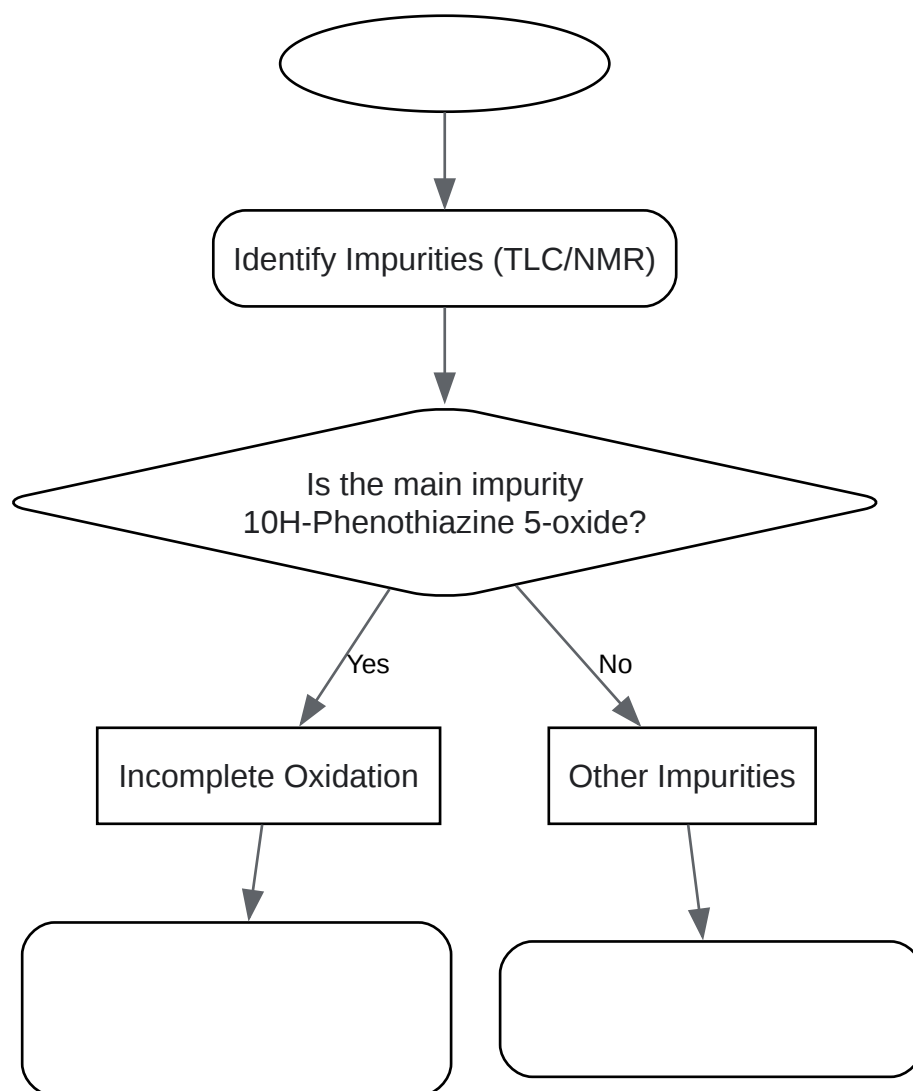 Identify Impurities (TLC/NMR)
Is the main impurity
10H-Phenothiazine 5-oxide?
Yes
No
Incomplete Oxidation
Other Impurities